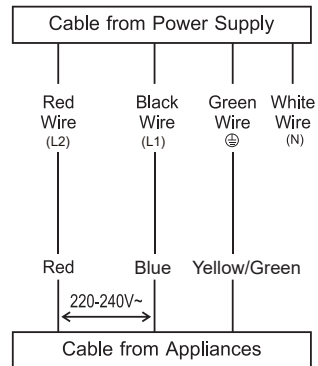 Cable from Power Supply
Red Black Green White
Wire Wire Wire Wire
(L2) (L1) (N)
Red Blue Yellow/Green
220-240V~
Cable from Appliances